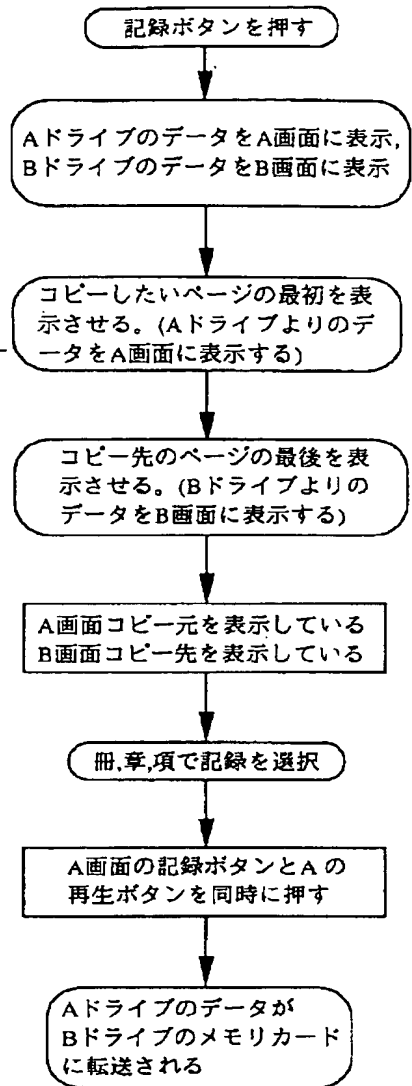 記録ボタンを押す
AドライブのデータをA画面に表示,
BドライブのデータをB画面に表示
コピーしたいページの最初を表
示させる。(Aドライブよりのデ
ータをA画面に表示する)
コピー先のページの最後を表
示させる。(Bドライブよりの
データをB画面に表示する)
A画面コピー元を表示している
B画面コピー先を表示している
冊,章,項で記録を選択
A画面の記録ボタンとAの
再生ボタンを同時に押す
Aドライブのデータが
Bドライブのメモリカード
に転送される